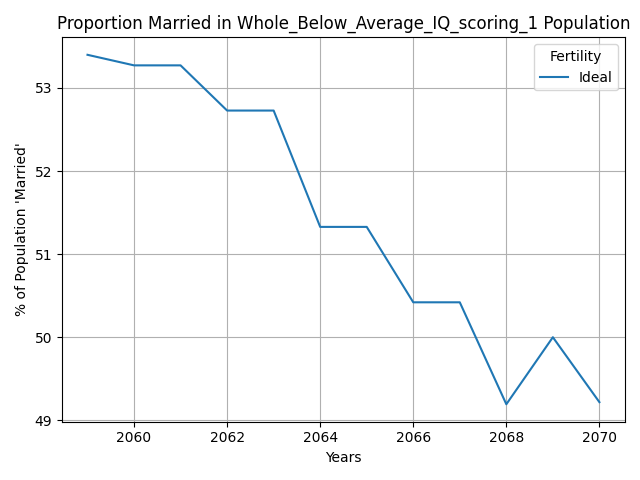 Proportion Married in Whole_Below_Average_IQ_scoring_1 Population
Fertility
Ideal
% of Population 'Married'
53
52
51
50
49
2060
2062
2064
2066
2068
2070
Years